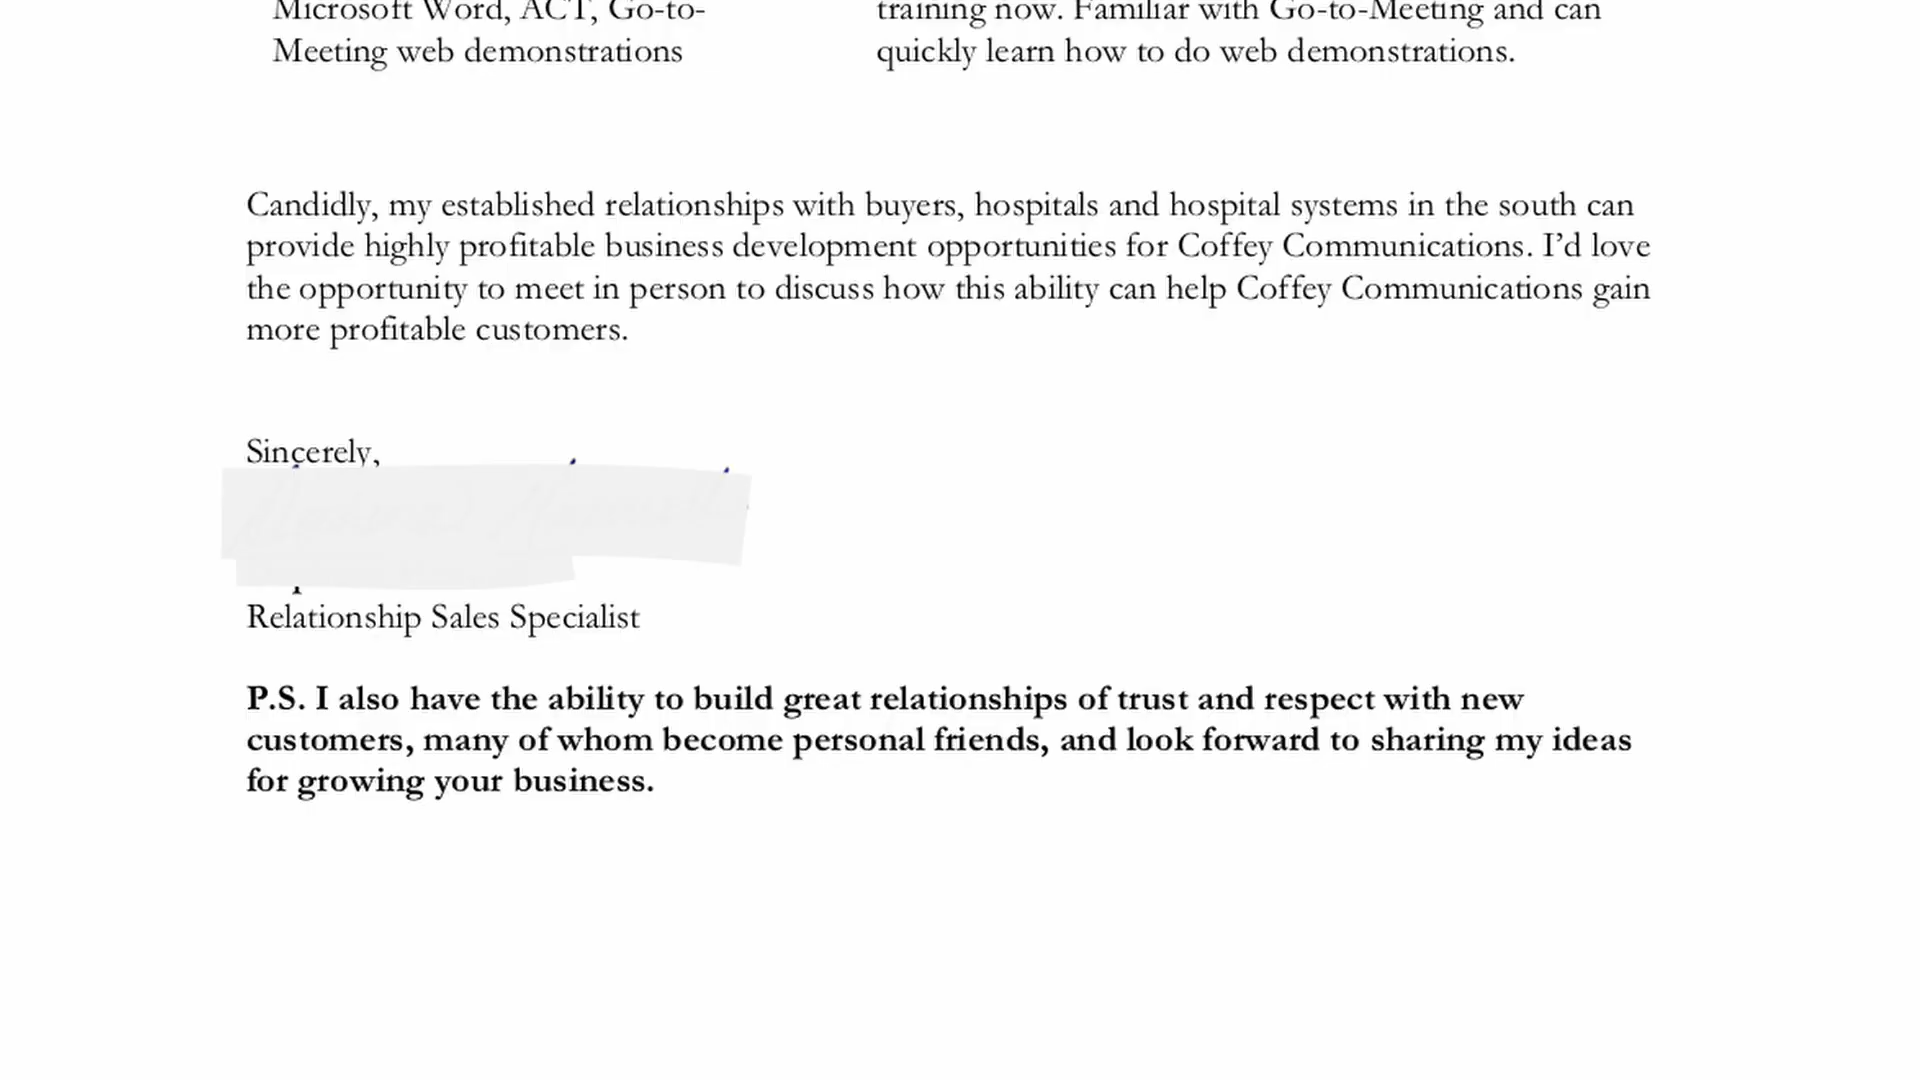 Microsoft Word, ACT, Go-to-
Meeting web demonstrations
training now. Familiar with Go-to-Meeting and can
quickly learn how to do web demonstrations.
Candidly, my established relationships with buyers, hospitals and hospital systems in the south can
provide highly profitable business development opportunities for Coffey Communications. I’d love
the opportunity to meet in person to discuss how this ability can help Coffey Communications gain
more profitable customers.
Sincerely,
Relationship Sales Specialist
P.S. I also have the ability to build great relationships of trust and respect with new
customers, many of whom become personal friends, and look forward to sharing my ideas
for growing your business.